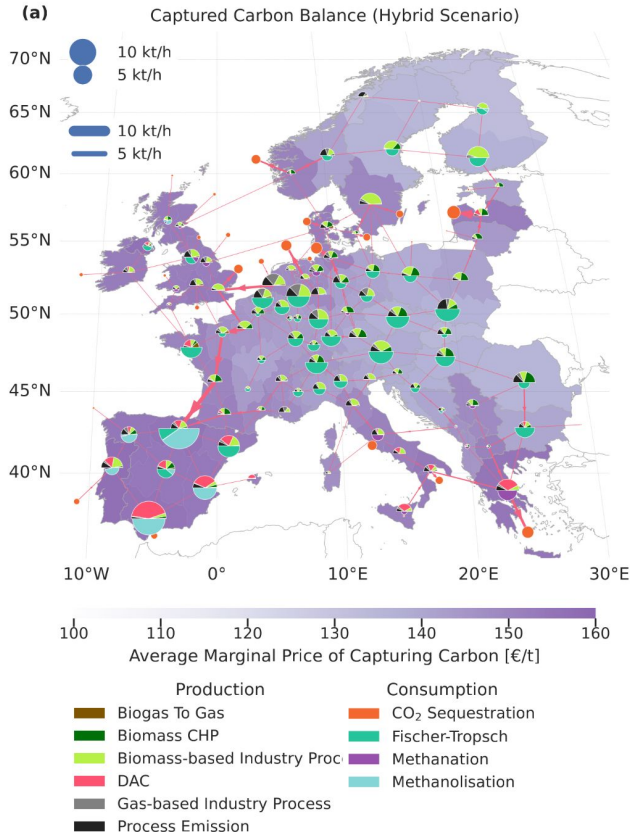 (a)
Captured Carbon Balance (Hybrid Scenario)
70°N
65°N
60°N
55°N
50°N
45°N
40°N
10 kt/h
5 kt/h
10 kt/h
5 kt/h
10°W
0°
10°E
20°E
30°E
100
110
120
130
140
150
160
Average Marginal Price of Capturing Carbon [€/t]
Production
Biogas To Gas
Biomass CHP
Biomass-based Industry Proc
DAC
Gas-based Industry Process
Process Emission
Consumption
CO₂ Sequestration
Fischer-Tropsch
Methanation
Methanolisation